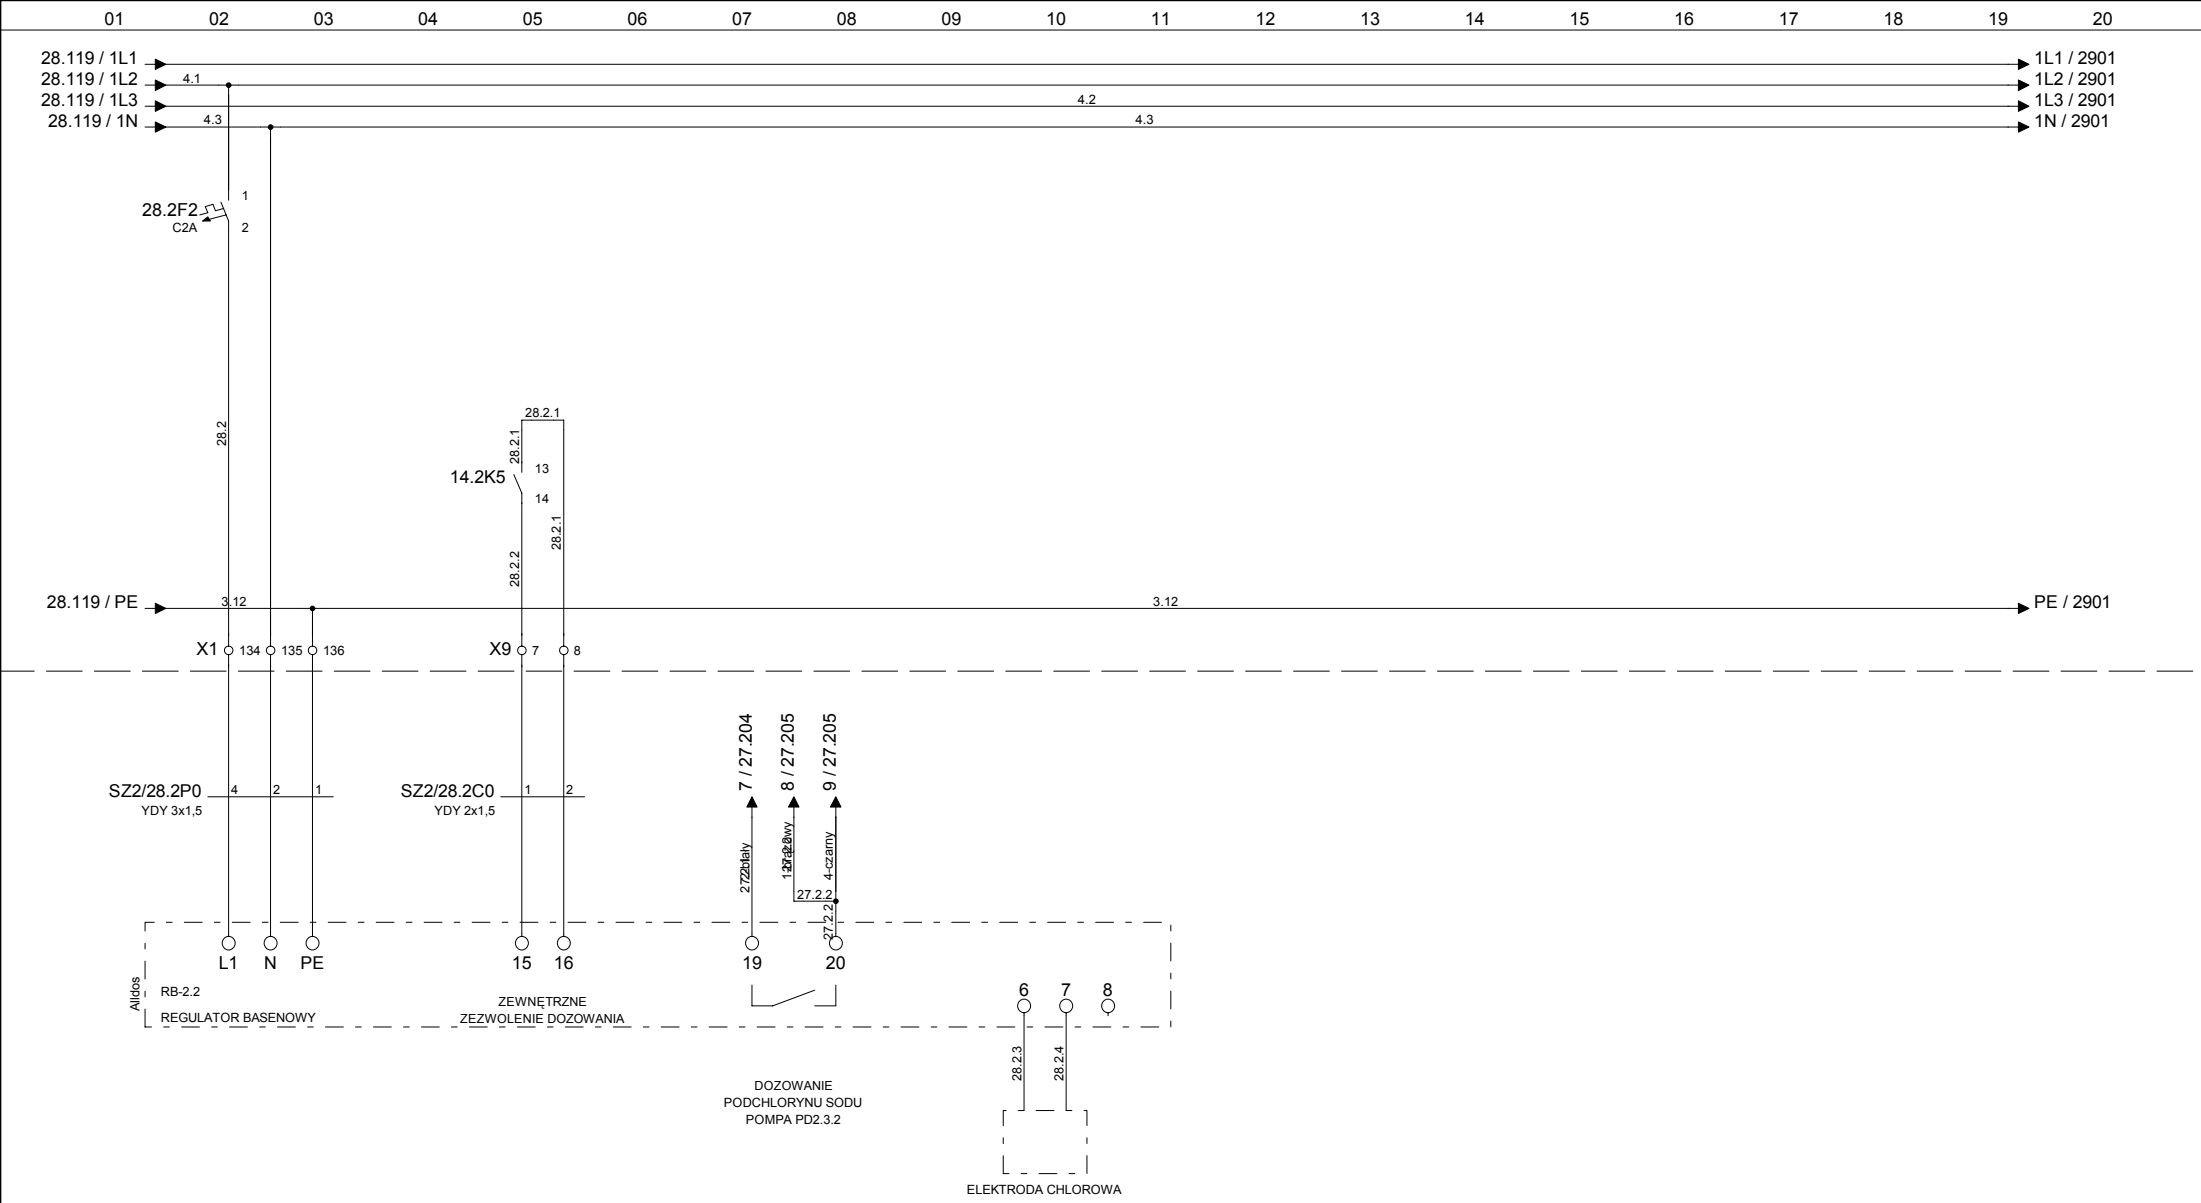 01 02 03 04 05 06 07 08 09 10 11 12 13 14 15 16 17 18 19 20
28.119 / 1L1 1L1 / 2901
28.119 / 1L2 4.1 1L2 / 2901
28.119 / 1L3 4.2 1L3 / 2901
28.119 / 1N 4.3 4.3 1N / 2901
1
28.2F2
C2A 2
28.2.1
28.2
28.2.1
14.2K5 13
14
28.2.1
28.2.2
28.119 / PE 3.12 3.12 PE / 2901
X1 134 135 136 X9 7 8
7 / 27.204
8 / 27.205
9 / 27.205
SZ2/28.2P0 4 2 1 SZ2/28.2C0 1 2
YDY 3x1,5 YDY 2x1,5
4-czarny
27.2.2
27.2.2
L1 N PE 15 16 19 20
Alldos
RB-2.2 6 7 8
REGULATOR BASENOWY
ZEWNĘTRZNE
ZEZWOLENIE DOZOWANIA
28.2.3
28.2.4
DOZOWANIE
PODCHLORYNU SODU
POMPA PD2.3.2
ELEKTRODA CHLOROWA